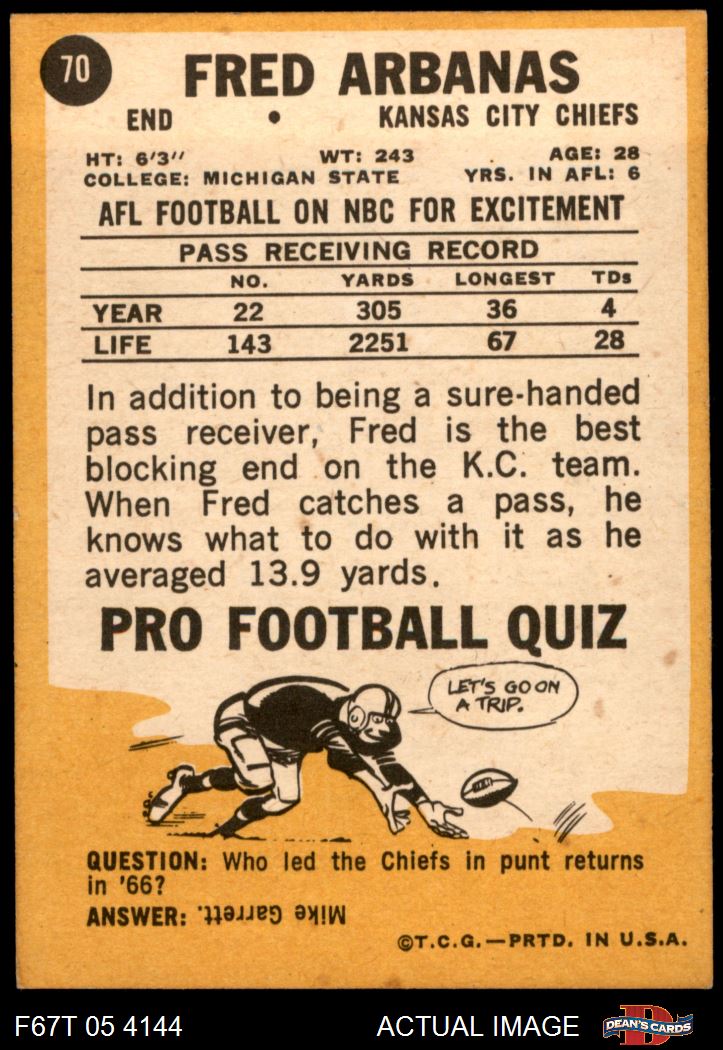 70
FRED ARBANAS
END • KANSAS CITY CHIEFS
HT: 6'3" WT: 243 AGE: 28
COLLEGE: MICHIGAN STATE YRS. IN AFL: 6
AFL FOOTBALL ON NBC FOR EXCITEMENT
PASS RECEIVING RECORD
NO. YARDS LONGEST TDs
YEAR 22 305 36 4
LIFE 143 2251 67 28
In addition to being a sure-handed
pass receiver, Fred is the best
blocking end on the K.C. team.
When Fred catches a pass, he
knows what to do with it as he
averaged 13.9 yards.
PRO FOOTBALL QUIZ
LET'S GO ON
A TRIP.
QUESTION: Who led the Chiefs in punt returns
in '66?
ANSWER: Mike Garrett.
©T.C.G.—PRTD. IN U.S.A.
F67T 05 4144 ACTUAL IMAGE D DEAN'S CARDS